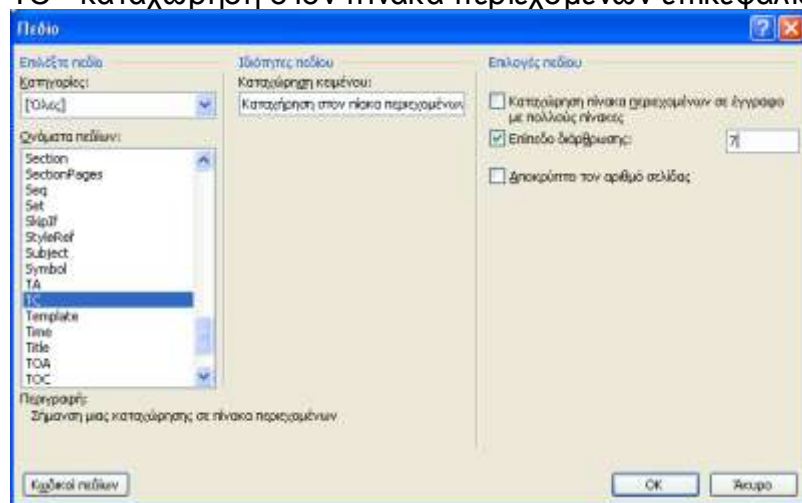 TC καταχώρηση στον πίνακα περιεχομένων
Πεδίο
Επιλέξτε πεδίο
Κατηγορίες:
[Όλες]
Ονόματα πεδίων:
Section
SectionPages
Seq
Set
SkipIf
StyleRef
Subject
Symbol
TA
TC
Template
Time
Title
TOA
TOC
Περιγραφή:
Σήμανση μιας καταχώρησης σε πίνακα περιεχομένων
Κωδικοί πεδίων
Ιδιότητες πεδίου
Καταχώρηση κειμένου:
στον περιεχομένων
Επιλογές πεδίου
Καταχώρηση πίνακα περιεχομένων σε έγγραφο
με πολλούς πίνακες
Επίπεδο διάρθρωσης:
7
Αποκρύπτει τον αριθμό σελίδας
OK
Άκυρο